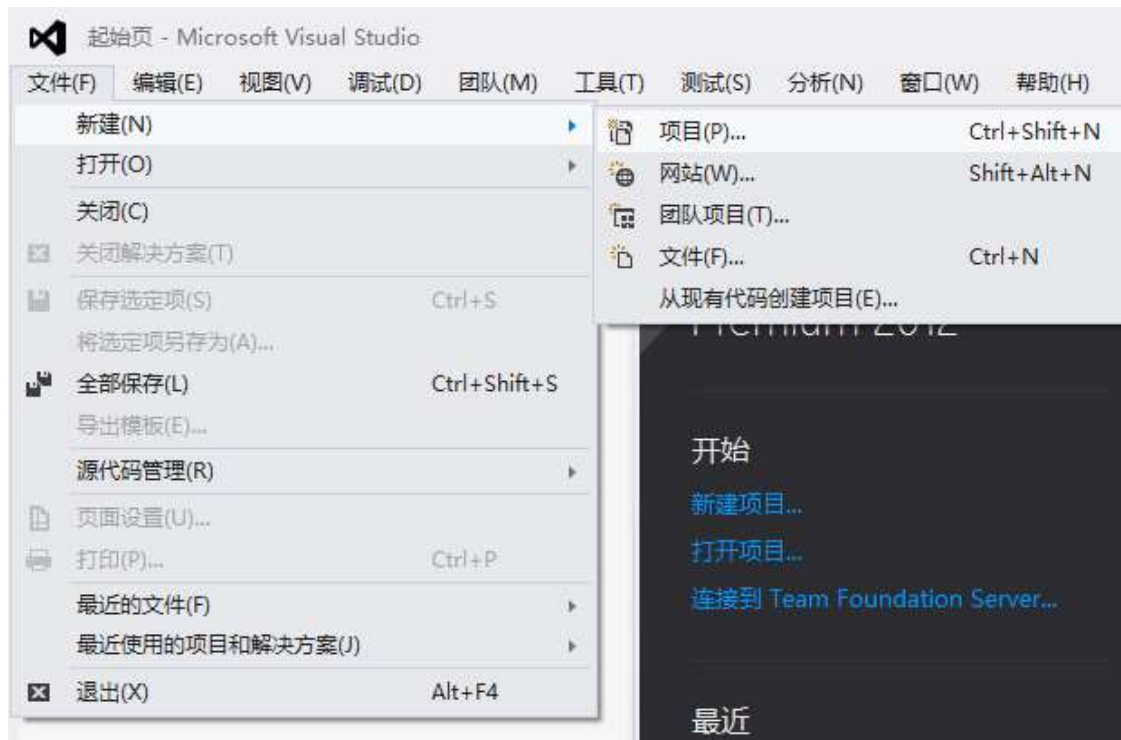 起始页 - Microsoft Visual Studio
文件(F) 编辑(E) 视图(V) 调试(D) 团队(M) 工具(T) 测试(S) 分析(N) 窗口(W) 帮助(H)
新建(N)
打开(O)
关闭(C)
关闭解决方案(T)
保存选定项(S) Ctrl+S
将选定项另存为(A)...
全部保存(L) Ctrl+Shift+S
导出模板(E)...
源代码管理(R)
页面设置(U)...
打印(P)... Ctrl+P
最近的文件(F)
最近使用的项目和解决方案(J)
退出(X) Alt+F4
项目(P)... Ctrl+Shift+N
网站(W)... Shift+Alt+N
团队项目(T)...
文件(F)... Ctrl+N
从现有代码创建项目(E)...
Premium 2012
开始
新建项目...
打开项目...
连接到 Team Foundation Server...
最近